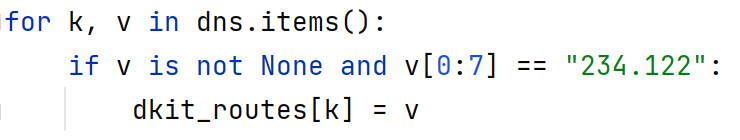 for k, v in dns.items():
    if v is not None and v[0:7] == "234.122":
        dkit_routes[k] = v